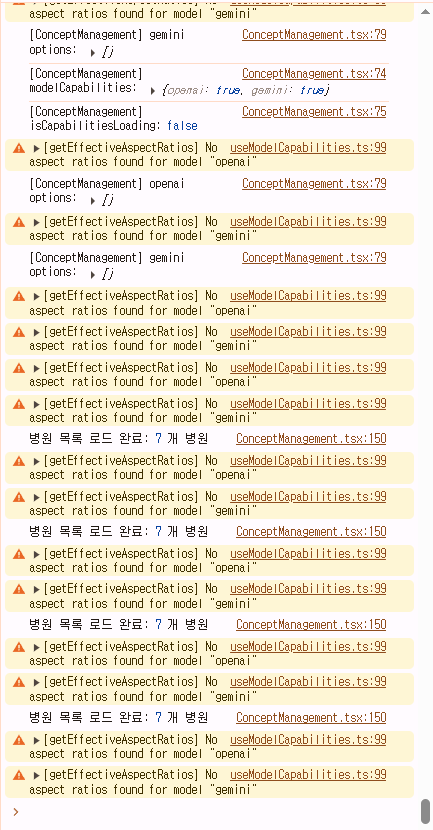 [ConceptManagement] gemini ConceptManagement.tsx:79
options: ▶ []
[ConceptManagement] ConceptManagement.tsx:74
modelCapabilities: ▶ {openai: true, gemini: true}
[ConceptManagement] ConceptManagement.tsx:75
isCapabilitiesLoading: false
▶ [getEffectiveAspectRatios] No useModelCapabilities.ts:99
aspect ratios found for model "openai"
[ConceptManagement] openai ConceptManagement.tsx:79
options: ▶ []
▶ [getEffectiveAspectRatios] No useModelCapabilities.ts:99
aspect ratios found for model "gemini"
[ConceptManagement] gemini ConceptManagement.tsx:79
options: ▶ []
▶ [getEffectiveAspectRatios] No useModelCapabilities.ts:99
aspect ratios found for model "openai"
▶ [getEffectiveAspectRatios] No useModelCapabilities.ts:99
aspect ratios found for model "gemini"
▶ [getEffectiveAspectRatios] No useModelCapabilities.ts:99
aspect ratios found for model "openai"
▶ [getEffectiveAspectRatios] No useModelCapabilities.ts:99
aspect ratios found for model "gemini"
병원 목록 로드 완료: 7 개 병원 ConceptManagement.tsx:150
▶ [getEffectiveAspectRatios] No useModelCapabilities.ts:99
aspect ratios found for model "openai"
▶ [getEffectiveAspectRatios] No useModelCapabilities.ts:99
aspect ratios found for model "gemini"
병원 목록 로드 완료: 7 개 병원 ConceptManagement.tsx:150
▶ [getEffectiveAspectRatios] No useModelCapabilities.ts:99
aspect ratios found for model "openai"
▶ [getEffectiveAspectRatios] No useModelCapabilities.ts:99
aspect ratios found for model "gemini"
병원 목록 로드 완료: 7 개 병원 ConceptManagement.tsx:150
▶ [getEffectiveAspectRatios] No useModelCapabilities.ts:99
aspect ratios found for model "openai"
▶ [getEffectiveAspectRatios] No useModelCapabilities.ts:99
aspect ratios found for model "gemini"
병원 목록 로드 완료: 7 개 병원 ConceptManagement.tsx:150
▶ [getEffectiveAspectRatios] No useModelCapabilities.ts:99
aspect ratios found for model "openai"
▶ [getEffectiveAspectRatios] No useModelCapabilities.ts:99
aspect ratios found for model "gemini"